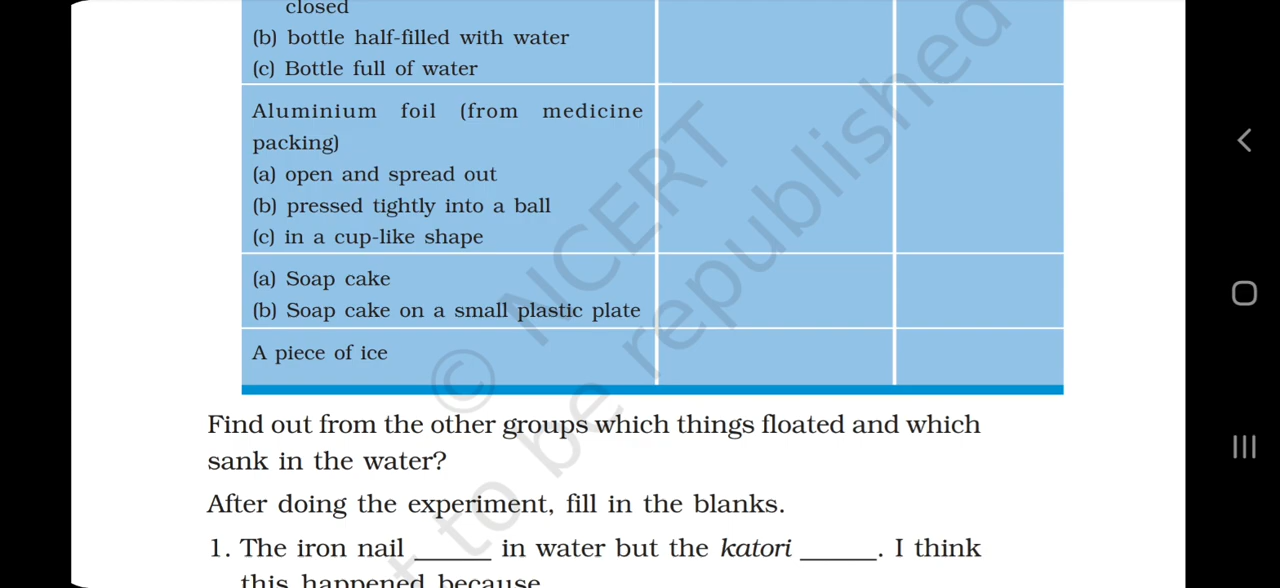 closed
(b) bottle half-filled with water
(c) Bottle full of water
Aluminium foil (from medicine
packing)
(a) open and spread out
(b) pressed tightly into a ball
(c) in a cup-like shape
(a) Soap cake
(b) Soap cake on a small plastic plate
A piece of ice
© NCERT
t to be republished
Find out from the other groups which things floated and which
sank in the water?
After doing the experiment, fill in the blanks.
1. The iron nail ______ in water but the katori ______. I think
this happened because